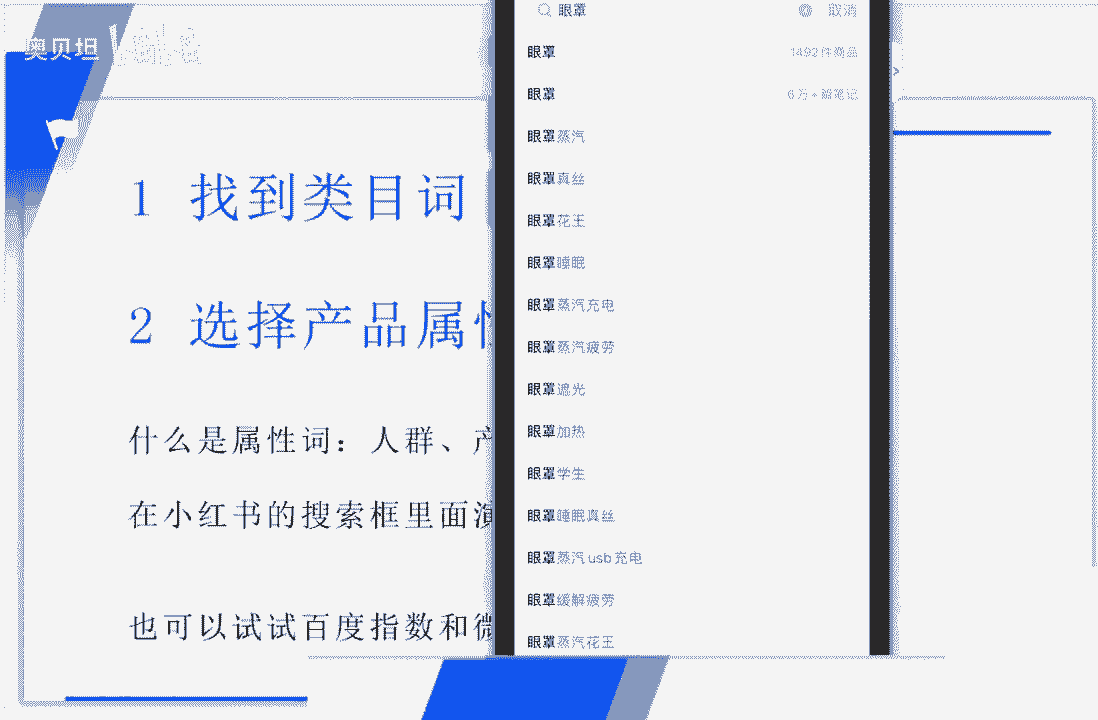 奥贝坦
1 找到类目词
2 选择产品属
什么是属性词：人群、产
在小红书的搜索框里面演
也可以试试百度指数和微
眼罩 取消
眼罩 1492件商品
眼罩 6万+篇笔记
眼罩蒸汽
眼罩真丝
眼罩花王
眼罩睡眠
眼罩蒸汽充电
眼罩蒸汽疲劳
眼罩遮光
眼罩加热
眼罩学生
眼罩睡眠真丝
眼罩蒸汽usb充电
眼罩缓解疲劳
眼罩蒸汽花王